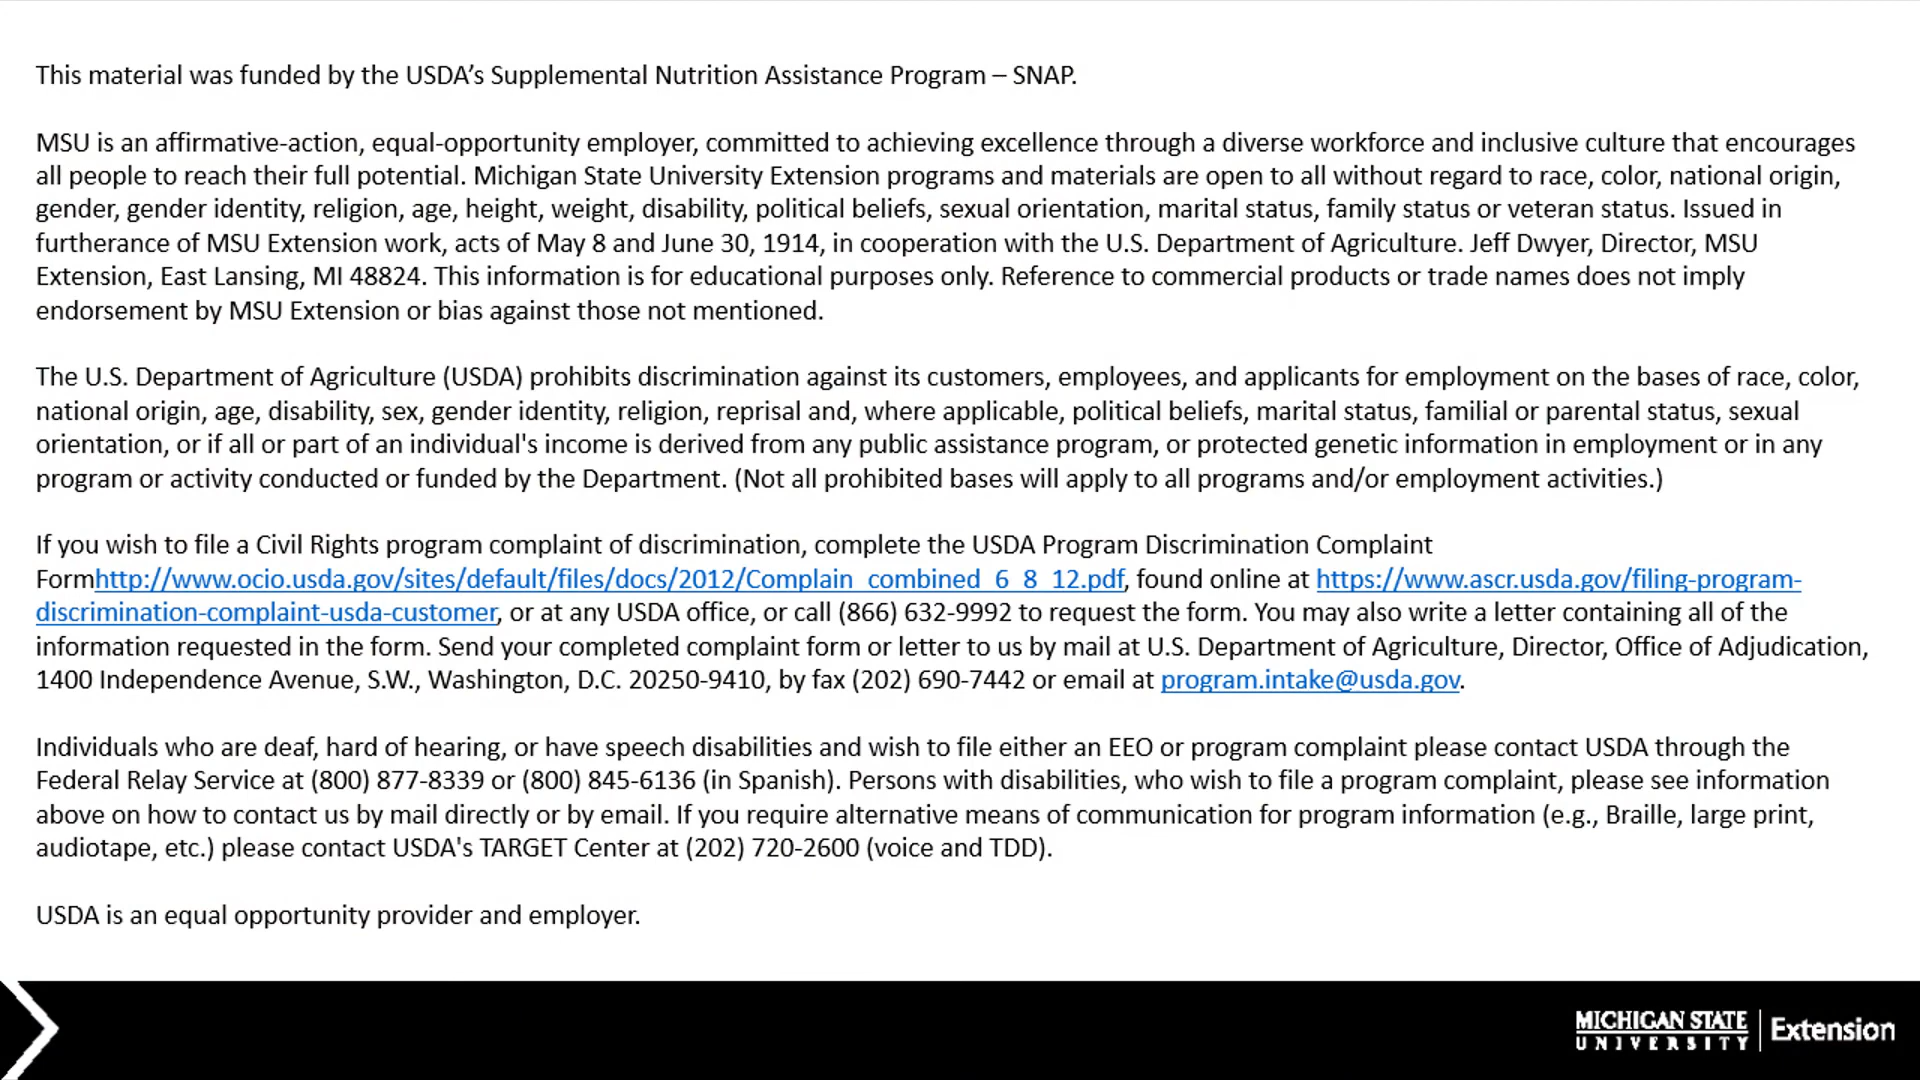 This material was funded by the USDA’s Supplemental Nutrition Assistance Program – SNAP.
MSU is an affirmative-action, equal-opportunity employer, committed to achieving excellence through a diverse workforce and inclusive culture that encourages
all people to reach their full potential. Michigan State University Extension programs and materials are open to all without regard to race, color, national origin,
gender, gender identity, religion, age, height, weight, disability, political beliefs, sexual orientation, marital status, family status or veteran status. Issued in
furtherance of MSU Extension work, acts of May 8 and June 30, 1914, in cooperation with the U.S. Department of Agriculture. Jeff Dwyer, Director, MSU
Extension, East Lansing, MI 48824. This information is for educational purposes only. Reference to commercial products or trade names does not imply
endorsement by MSU Extension or bias against those not mentioned.
The U.S. Department of Agriculture (USDA) prohibits discrimination against its customers, employees, and applicants for employment on the bases of race, color,
national origin, age, disability, sex, gender identity, religion, reprisal and, where applicable, political beliefs, marital status, familial or parental status, sexual
orientation, or if all or part of an individual's income is derived from any public assistance program, or protected genetic information in employment or in any
program or activity conducted or funded by the Department. (Not all prohibited bases will apply to all programs and/or employment activities.)
If you wish to file a Civil Rights program complaint of discrimination, complete the USDA Program Discrimination Complaint
Formhttp://www.ocio.usda.gov/sites/default/files/docs/2012/Complain_combined_6_8_12.pdf, found online at https://www.ascr.usda.gov/filing-program-
discrimination-complaint-usda-customer, or at any USDA office, or call (866) 632-9992 to request the form. You may also write a letter containing all of the
information requested in the form. Send your completed complaint form or letter to us by mail at U.S. Department of Agriculture, Director, Office of Adjudication,
1400 Independence Avenue, S.W., Washington, D.C. 20250-9410, by fax (202) 690-7442 or email at program.intake@usda.gov.
Individuals who are deaf, hard of hearing, or have speech disabilities and wish to file either an EEO or program complaint please contact USDA through the
Federal Relay Service at (800) 877-8339 or (800) 845-6136 (in Spanish). Persons with disabilities, who wish to file a program complaint, please see information
above on how to contact us by mail directly or by email. If you require alternative means of communication for program information (e.g., Braille, large print,
audiotape, etc.) please contact USDA's TARGET Center at (202) 720-2600 (voice and TDD).
USDA is an equal opportunity provider and employer.
MICHIGAN STATE
UNIVERSITY
Extension